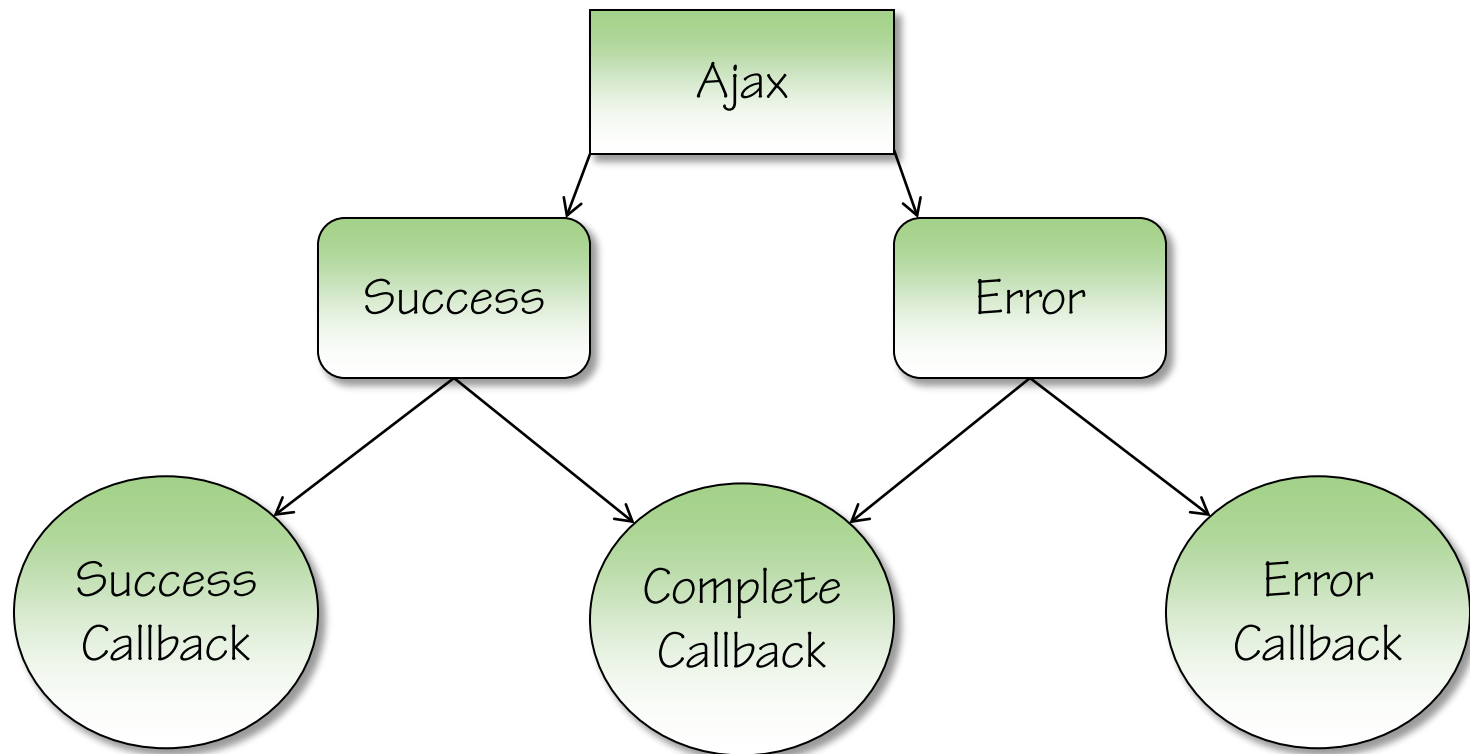 Ajax
Success
Error
Success
Callback
Complete
Callback
Error
Callback